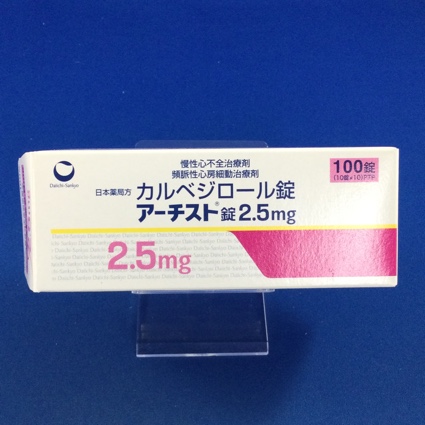 Daiichi-Sankyo
慢性心不全治療剤
頻脈性心房細動治療剤
日本薬局方 カルベジロール錠
アーチスト®錠2.5mg
100錠
(10錠×10)PTP
2.5mg